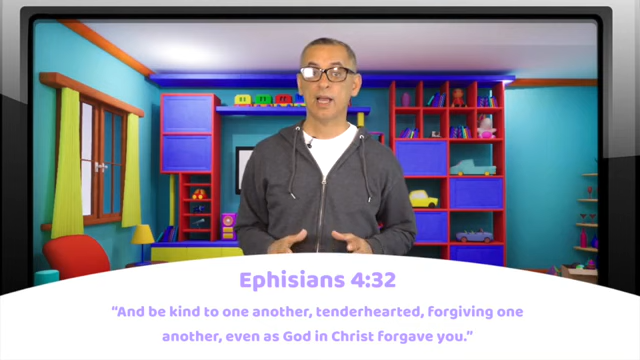 Ephisians 4:32
“And be kind to one another, tenderhearted, forgiving one
another, even as God in Christ forgave you.”